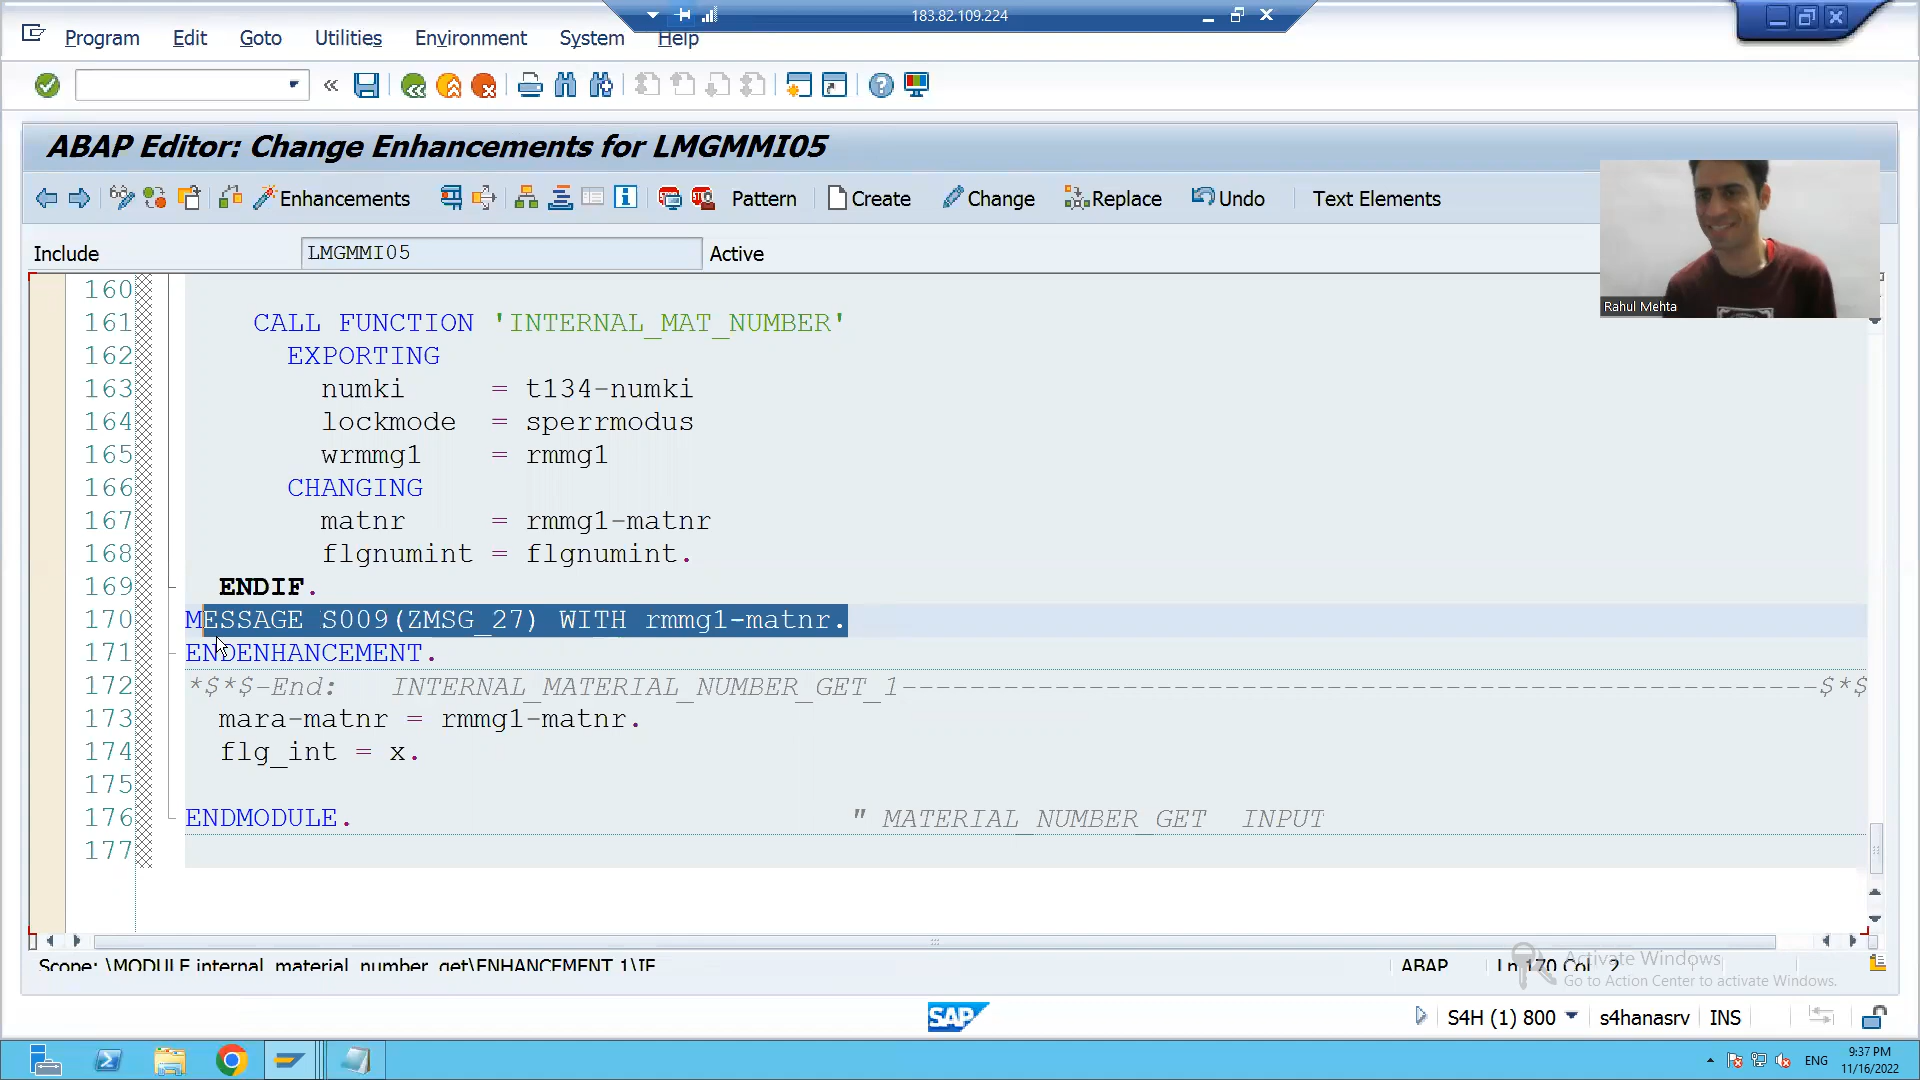 183.82.109.224
Program Edit Goto Utilities Environment System Help
ABAP Editor: Change Enhancements for LMGMMI05
Enhancements Pattern Create Change Replace Undo Text Elements
Include LMGMMI05 Active
Rahul Mehta
160
161 CALL FUNCTION 'INTERNAL_MAT_NUMBER'
162 EXPORTING
163 numki = t134-numki
164 lockmode = sperrmodus
165 wrmmg1 = rmmg1
166 CHANGING
167 matnr = rmmg1-matnr
168 flgnumint = flgnumint.
169 ENDIF.
170 MESSAGE S009(ZMSG_27) WITH rmmg1-matnr.
171 ENDENHANCEMENT.
172 *$*$-End: INTERNAL_MATERIAL_NUMBER_GET_1------------------------------------------------------$*$
173 mara-matnr = rmmg1-matnr.
174 flg_int = x.
175
176 ENDMODULE. " MATERIAL_NUMBER_GET INPUT
177
Scope: \MODULE internal_material_number_get\ENHANCEMENT 1\IF ABAP Ln 170 Col 2
Activate Windows
Go to Action Center to activate Windows.
SAP S4H (1) 800 s4hanasrv INS
ENG 9:37 PM
11/16/2022